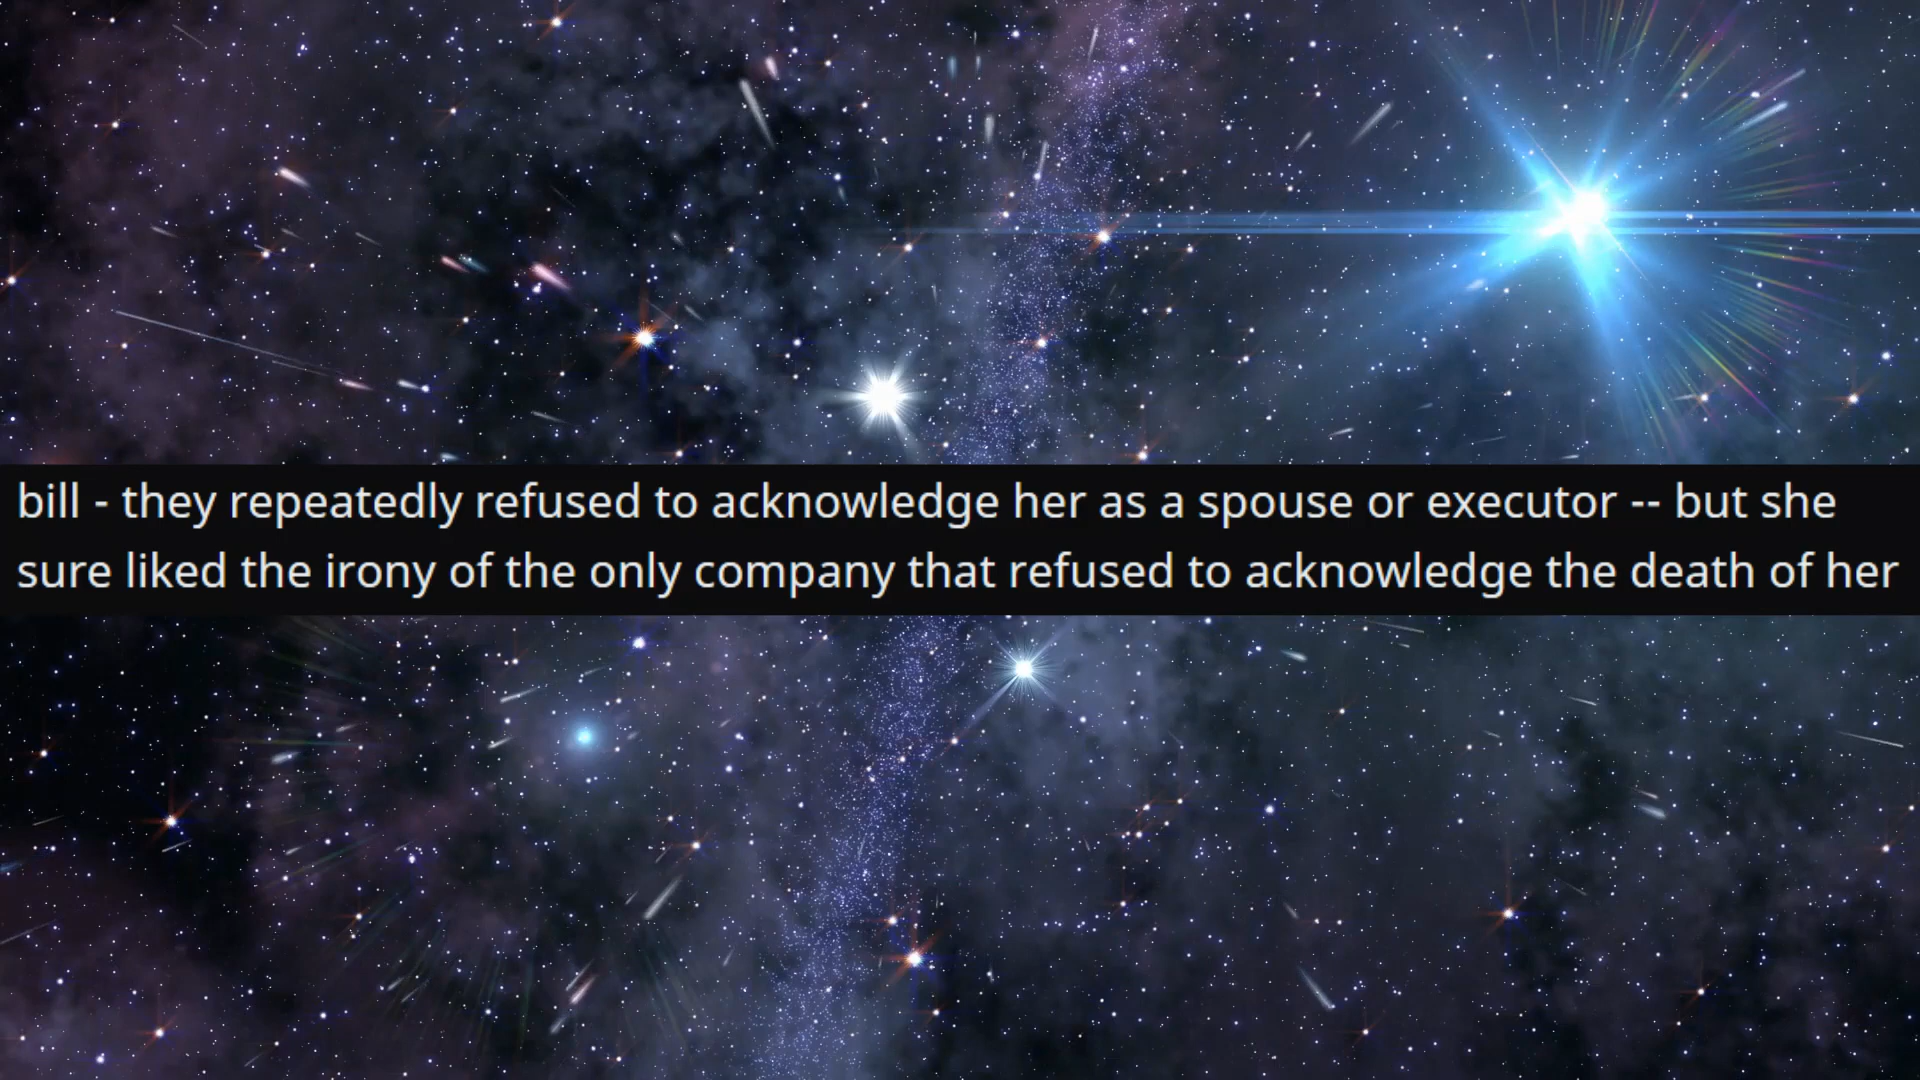 bill - they repeatedly refused to acknowledge her as a spouse or executor -- but she
sure liked the irony of the only company that refused to acknowledge the death of her